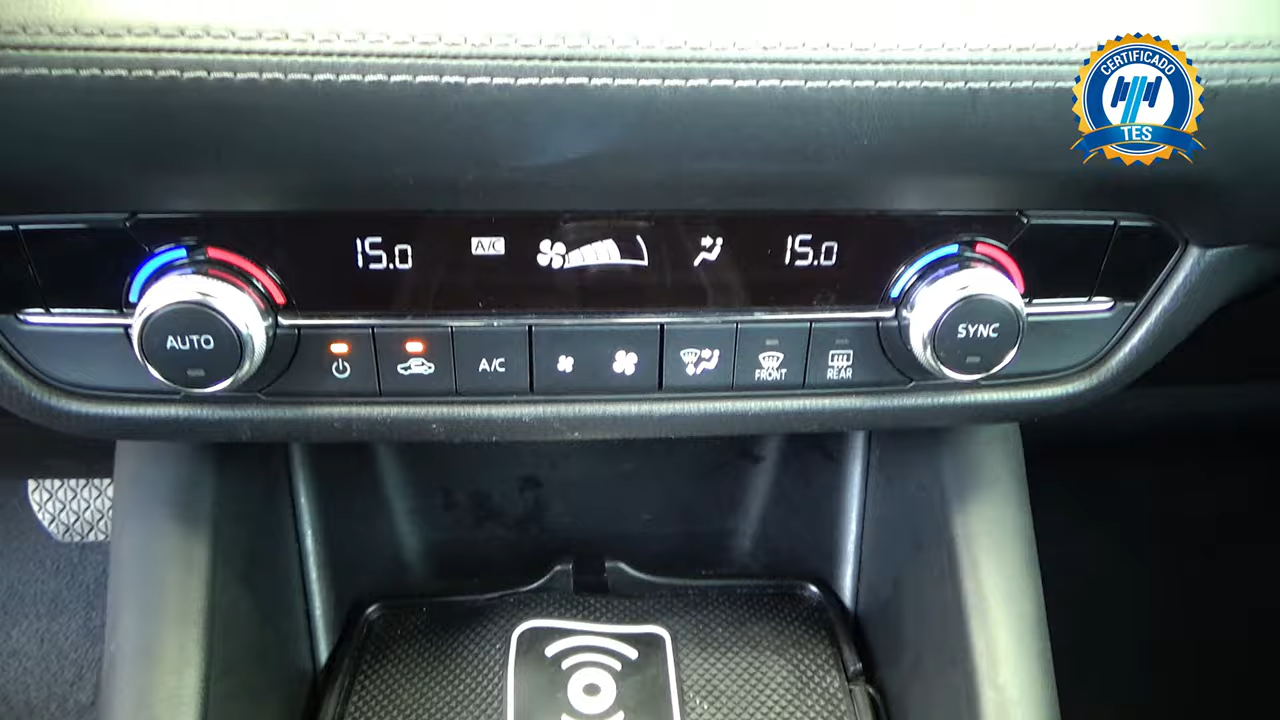 CERTIFICADO
TES
15.0
A/C
15.0
AUTO
A/C
FRONT
REAR
SYNC